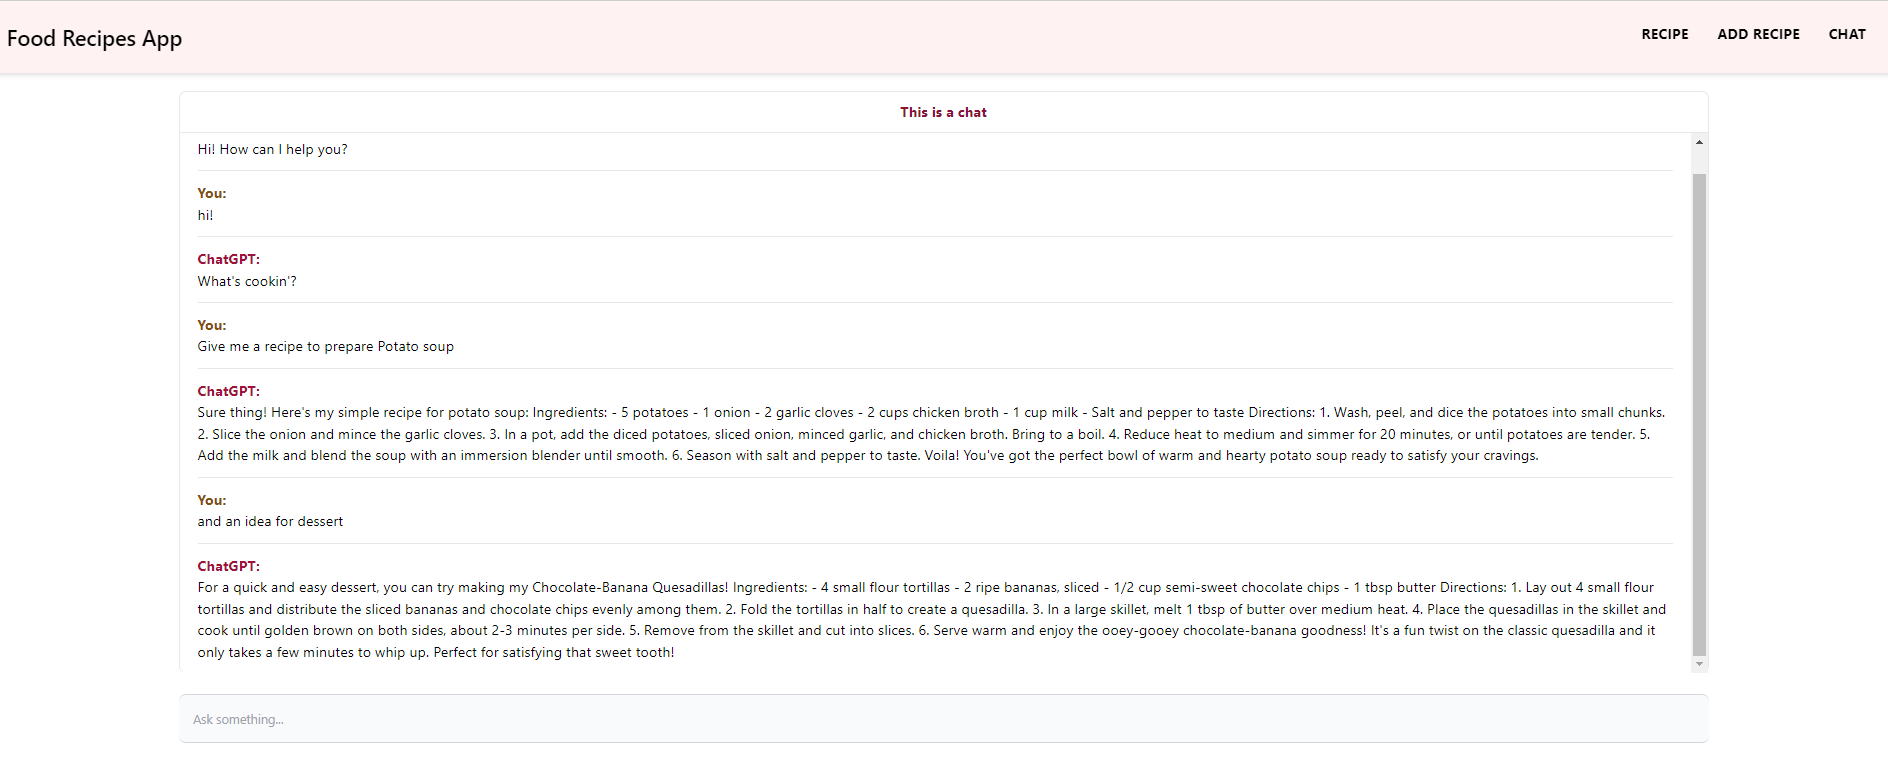 Food Recipes App
RECIPE
ADD RECIPE
CHAT
This is a chat
Hi! How can I help you?
You:
hi!
ChatGPT:
What's cookin'?
You:
Give me a recipe to prepare Potato soup
ChatGPT:
Sure thing! Here's my simple recipe for potato soup: Ingredients: - 5 potatoes - 1 onion - 2 garlic cloves - 2 cups chicken broth - 1 cup milk - Salt and pepper to taste Directions: 1. Wash, peel, and dice the potatoes into small chunks.
2. Slice the onion and mince the garlic cloves. 3. In a pot, add the diced potatoes, sliced onion, minced garlic, and chicken broth. Bring to a boil. 4. Reduce heat to medium and simmer for 20 minutes, or until potatoes are tender. 5.
Add the milk and blend the soup with an immersion blender until smooth. 6. Season with salt and pepper to taste. Voila! You've got the perfect bowl of warm and hearty potato soup ready to satisfy your cravings.
You:
and an idea for dessert
ChatGPT:
For a quick and easy dessert, you can try making my Chocolate-Banana Quesadillas! Ingredients: - 4 small flour tortillas - 2 ripe bananas, sliced - 1/2 cup semi-sweet chocolate chips - 1 tbsp butter Directions: 1. Lay out 4 small flour
tortillas and distribute the sliced bananas and chocolate chips evenly among them. 2. Fold the tortillas in half to create a quesadilla. 3. In a large skillet, melt 1 tbsp of butter over medium heat. 4. Place the quesadillas in the skillet and
cook until golden brown on both sides, about 2-3 minutes per side. 5. Remove from the skillet and cut into slices. 6. Serve warm and enjoy the ooey-gooey chocolate-banana goodness! It's a fun twist on the classic quesadilla and it
only takes a few minutes to whip up. Perfect for satisfying that sweet tooth!
Ask something...